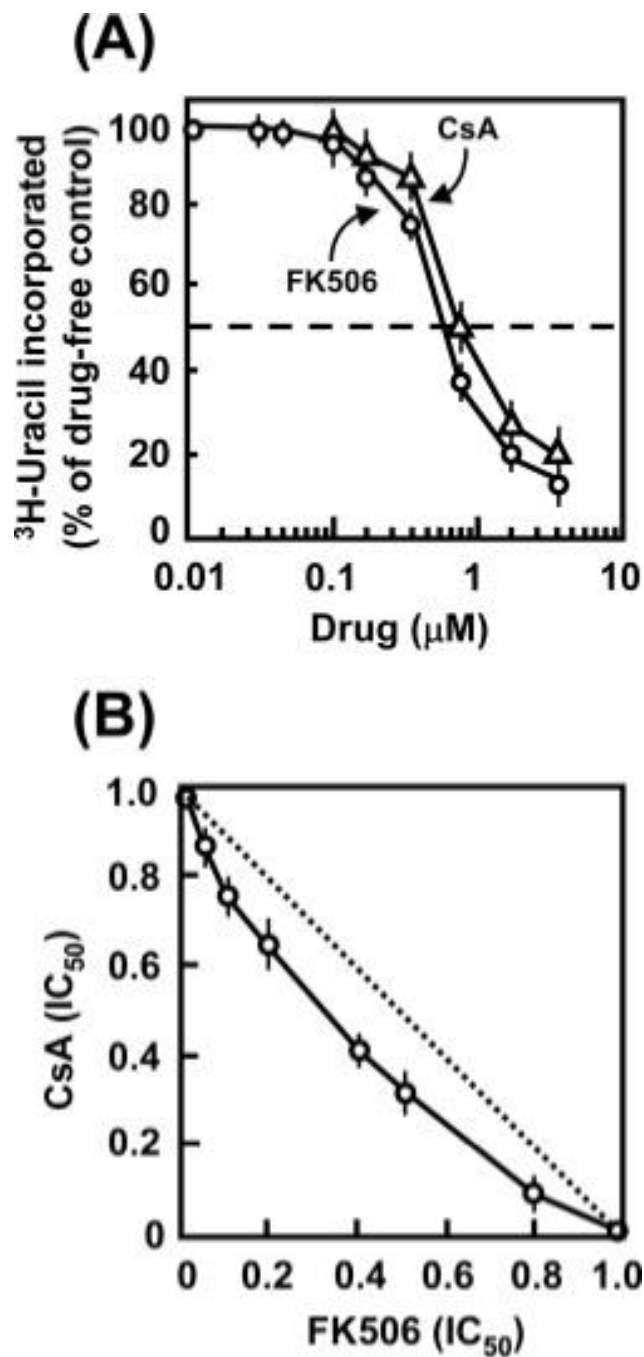 (A)
³H-Uracil incorporated
(% of drug-free control)
100
80
60
40
20
0
CsA
FK506
0.01
0.1
1
10
Drug (μM)
(B)
CsA (IC₅₀)
1.0
0.8
0.6
0.4
0.2
0
0
0.2
0.4
0.6
0.8
1.0
FK506 (IC₅₀)